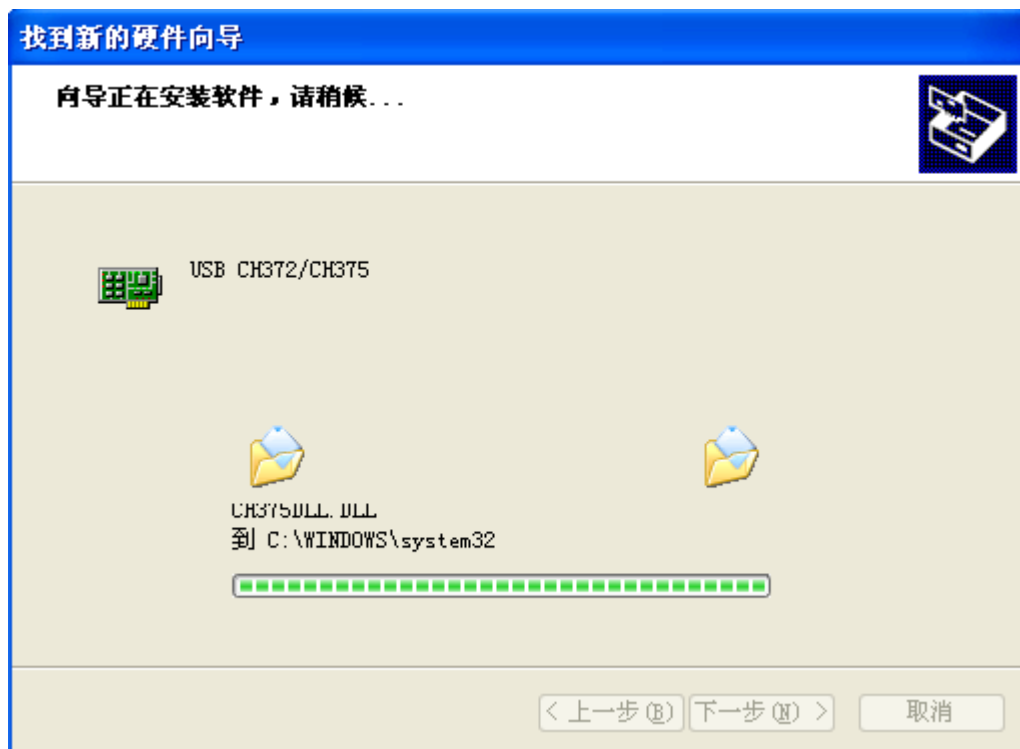 找到新的硬件向导
向导正在安装软件，请稍候...
USB CH372/CH375
CH375DLL.DLL
到 C:\WINDOWS\system32
< 上一步(B) 下一步(N) > 取消